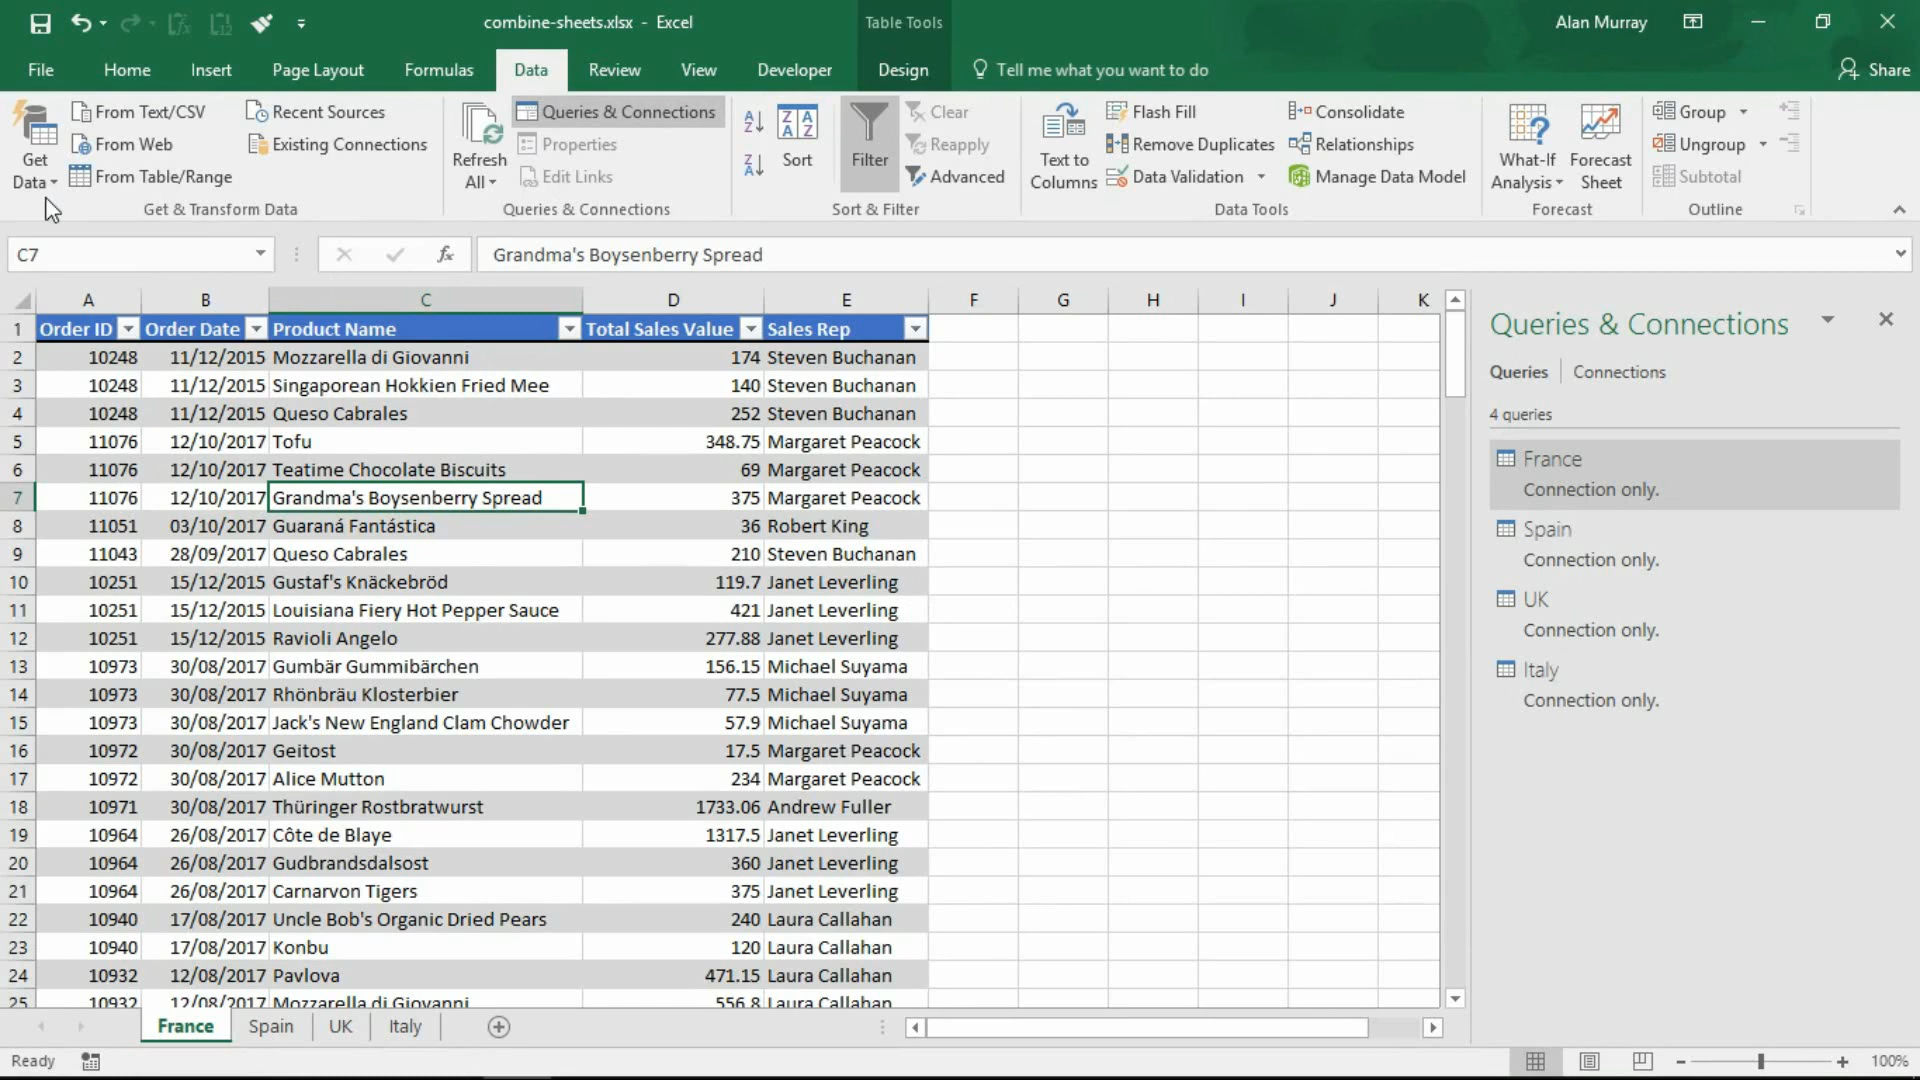 combine-sheets.xlsx - Excel
Table Tools
Alan Murray
File Home Insert Page Layout Formulas Data Review View Developer Design Tell me what you want to do Share
Get Data
From Text/CSV
From Web
From Table/Range
Recent Sources
Existing Connections
Get & Transform Data
Refresh All
Queries & Connections
Properties
Edit Links
Queries & Connections
Sort
Filter
Clear
Reapply
Advanced
Sort & Filter
Text to Columns
Flash Fill
Remove Duplicates
Data Validation
Consolidate
Relationships
Manage Data Model
Data Tools
What-If Analysis
Forecast Sheet
Forecast
Group
Ungroup
Subtotal
Outline
C7 fx Grandma's Boysenberry Spread
A B C D E F G H I J K
1 Order ID Order Date Product Name Total Sales Value Sales Rep
2 10248 11/12/2015 Mozzarella di Giovanni 174 Steven Buchanan
3 10248 11/12/2015 Singaporean Hokkien Fried Mee 140 Steven Buchanan
4 10248 11/12/2015 Queso Cabrales 252 Steven Buchanan
5 11076 12/10/2017 Tofu 348.75 Margaret Peacock
6 11076 12/10/2017 Teatime Chocolate Biscuits 69 Margaret Peacock
7 11076 12/10/2017 Grandma's Boysenberry Spread 375 Margaret Peacock
8 11051 03/10/2017 Guaraná Fantástica 36 Robert King
9 11043 28/09/2017 Queso Cabrales 210 Steven Buchanan
10 10251 15/12/2015 Gustaf's Knäckebröd 119.7 Janet Leverling
11 10251 15/12/2015 Louisiana Fiery Hot Pepper Sauce 421 Janet Leverling
12 10251 15/12/2015 Ravioli Angelo 277.88 Janet Leverling
13 10973 30/08/2017 Gumbär Gummibärchen 156.15 Michael Suyama
14 10973 30/08/2017 Rhönbräu Klosterbier 77.5 Michael Suyama
15 10973 30/08/2017 Jack's New England Clam Chowder 57.9 Michael Suyama
16 10972 30/08/2017 Geitost 17.5 Margaret Peacock
17 10972 30/08/2017 Alice Mutton 234 Margaret Peacock
18 10971 30/08/2017 Thüringer Rostbratwurst 1733.06 Andrew Fuller
19 10964 26/08/2017 Côte de Blaye 1317.5 Janet Leverling
20 10964 26/08/2017 Gudbrandsdalsost 360 Janet Leverling
21 10964 26/08/2017 Carnarvon Tigers 375 Janet Leverling
22 10940 17/08/2017 Uncle Bob's Organic Dried Pears 240 Laura Callahan
23 10940 17/08/2017 Konbu 120 Laura Callahan
24 10932 12/08/2017 Pavlova 471.15 Laura Callahan
25 10932 12/08/2017 Mozzarella di Giovanni 556.8 Laura Callahan
Queries & Connections
Queries Connections
4 queries
France
Connection only.
Spain
Connection only.
UK
Connection only.
Italy
Connection only.
France Spain UK Italy
Ready
100%